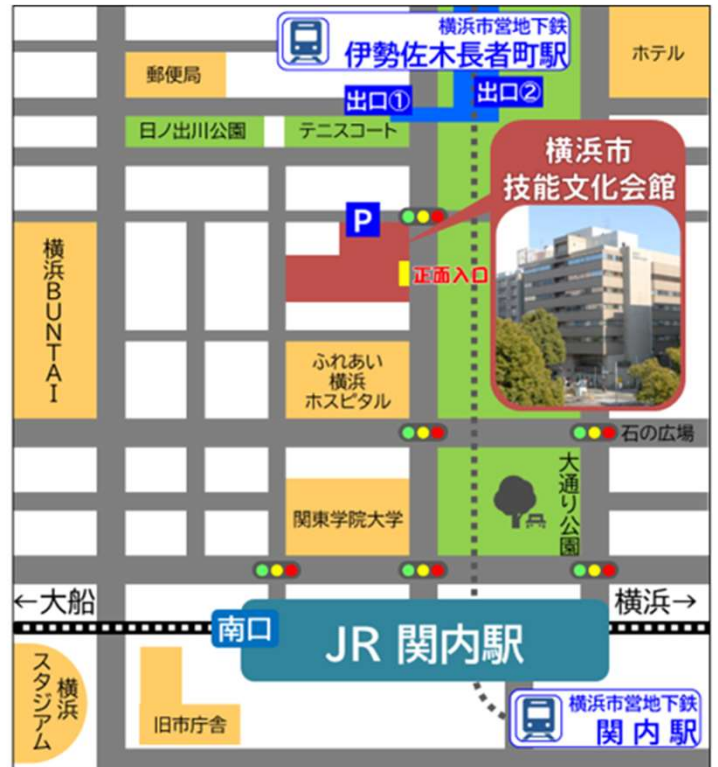 横浜市営地下鉄
伊勢佐木長者町駅
ホテル
郵便局
出口①
出口②
日ノ出川公園
テニスコート
横浜市
技能文化会館
P
正面入口
横浜BUNTAI
ふれあい
横浜
ホスピタル
石の広場
関東学院大学
大通り公園
←大船
横浜→
南口
JR 関内駅
横浜
スタジアム
旧市庁舎
横浜市営地下鉄
関内駅